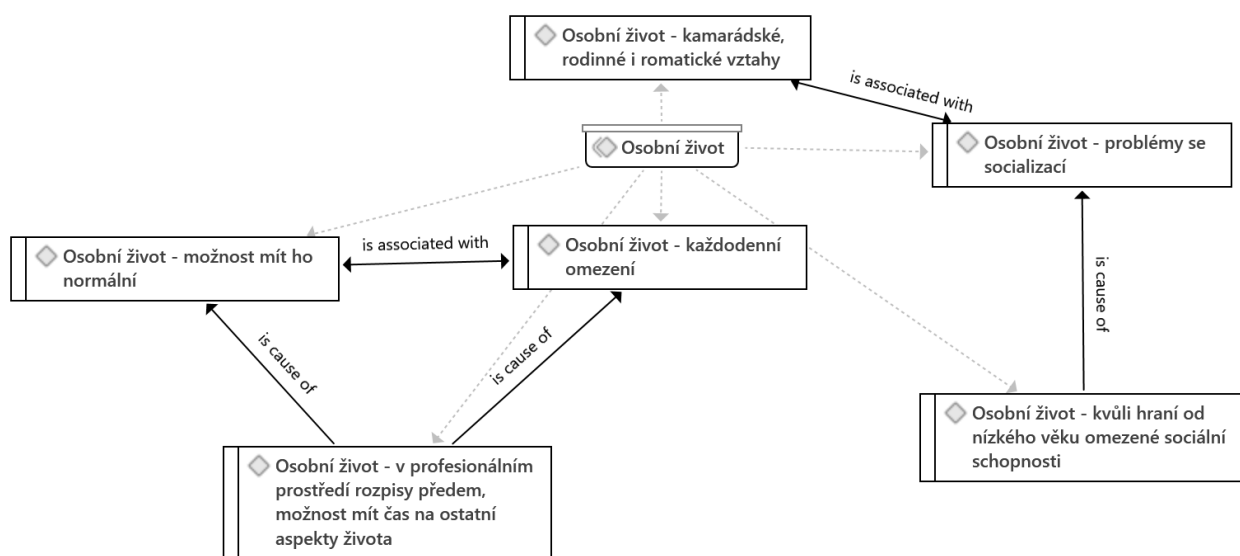 Osobní život - kamarádské,
rodinné i romatické vztahy
is associated with
Osobní život
Osobní život - problémy se
socializací
Osobní život - možnost mít ho
normální
is associated with
Osobní život - každodenní
omezení
is cause of
is cause of
is cause of
Osobní život - kvůli hraní od
nízkého věku omezené sociální
schopnosti
Osobní život - v profesionálním
prostředí rozpisy předem,
možnost mít čas na ostatní
aspekty života